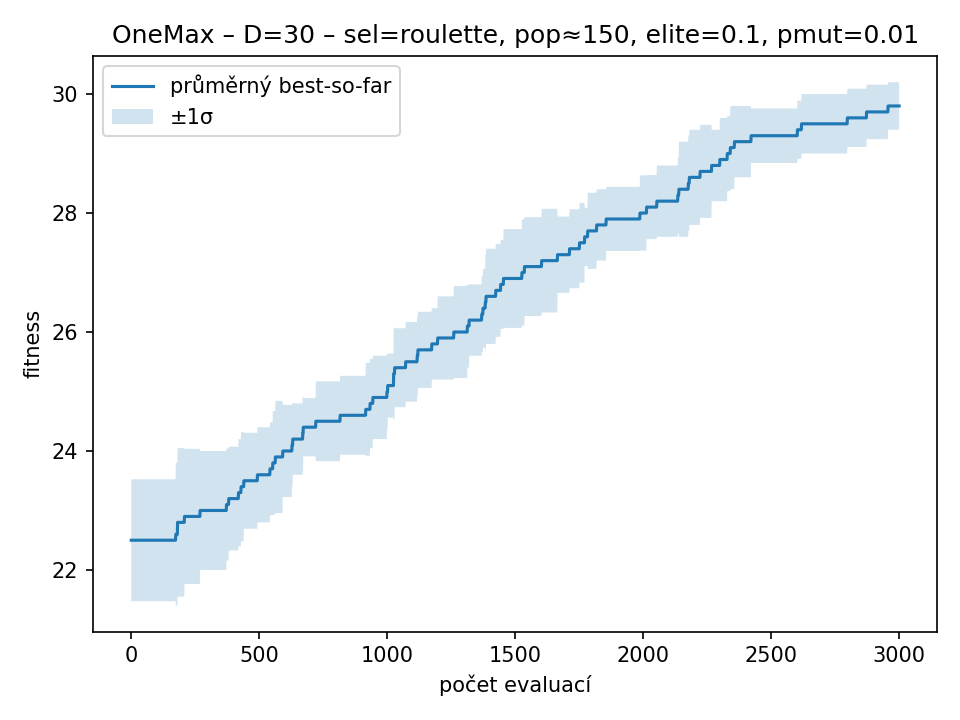 OneMax – D=30 – sel=roulette, pop≈150, elite=0.1, pmut=0.01
průměrný best-so-far
±1σ
30
28
26
24
22
fitness
0 500 1000 1500 2000 2500 3000
počet evaluací